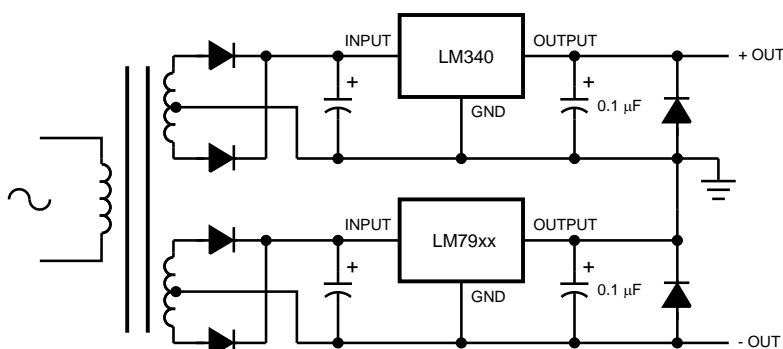 INPUT
LM340
OUTPUT
+ OUT
+
+
GND
0.1 µF
INPUT
LM79xx
OUTPUT
+
+
GND
0.1 µF
- OUT